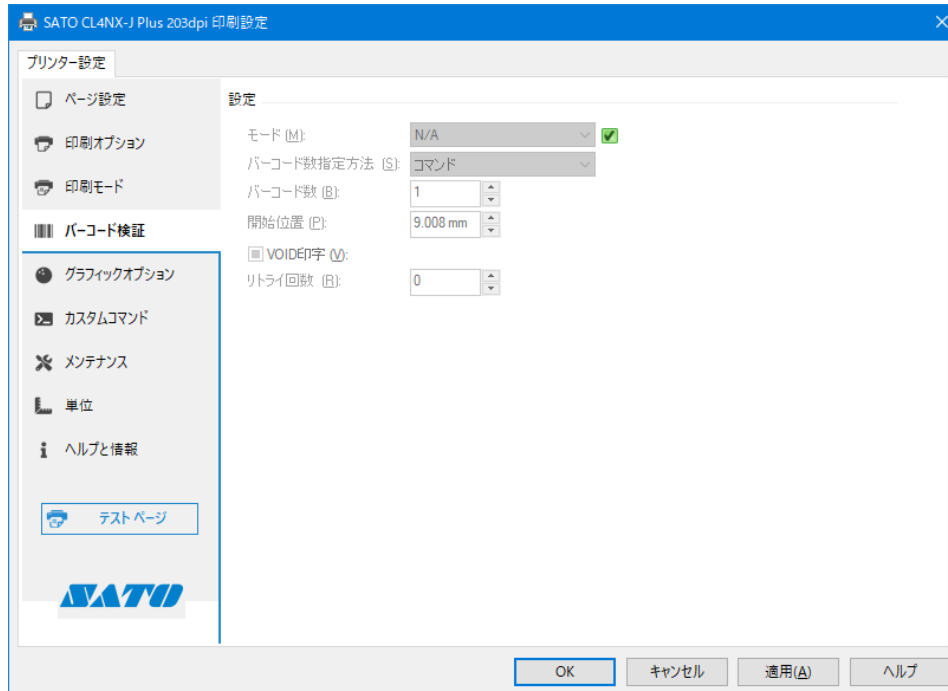 SATO CL4NX-J Plus 203dpi 印刷設定
プリンター設定
ページ設定
印刷オプション
印刷モード
バーコード検証
グラフィックオプション
カスタムコマンド
メンテナンス
単位
ヘルプと情報
テスト ページ
SATO
設定
モード (M): N/A
バーコード数指定方法 (S): コマンド
バーコード数 (B): 1
開始位置 (P): 9.008 mm
VOID印字 (V):
リトライ回数 (R): 0
OK キャンセル 適用(A) ヘルプ